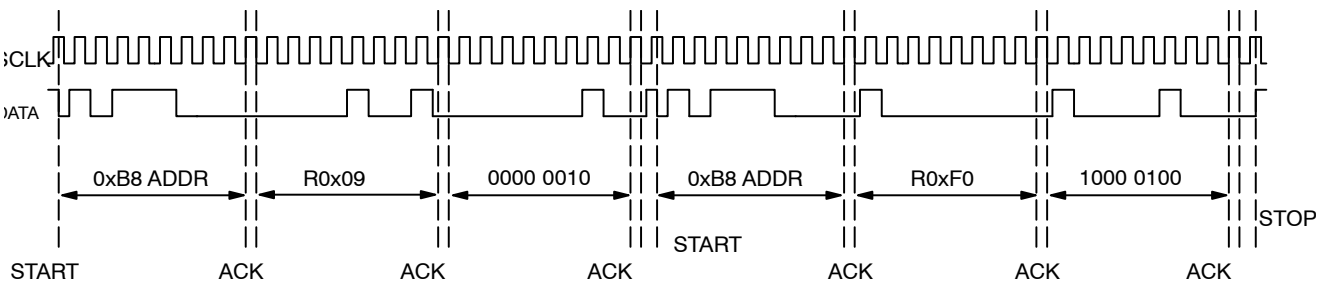 SCLK
DATA
0xB8 ADDR R0x09 0000 0010 0xB8 ADDR R0xF0 1000 0100
STOP
START
START ACK ACK ACK ACK ACK ACK